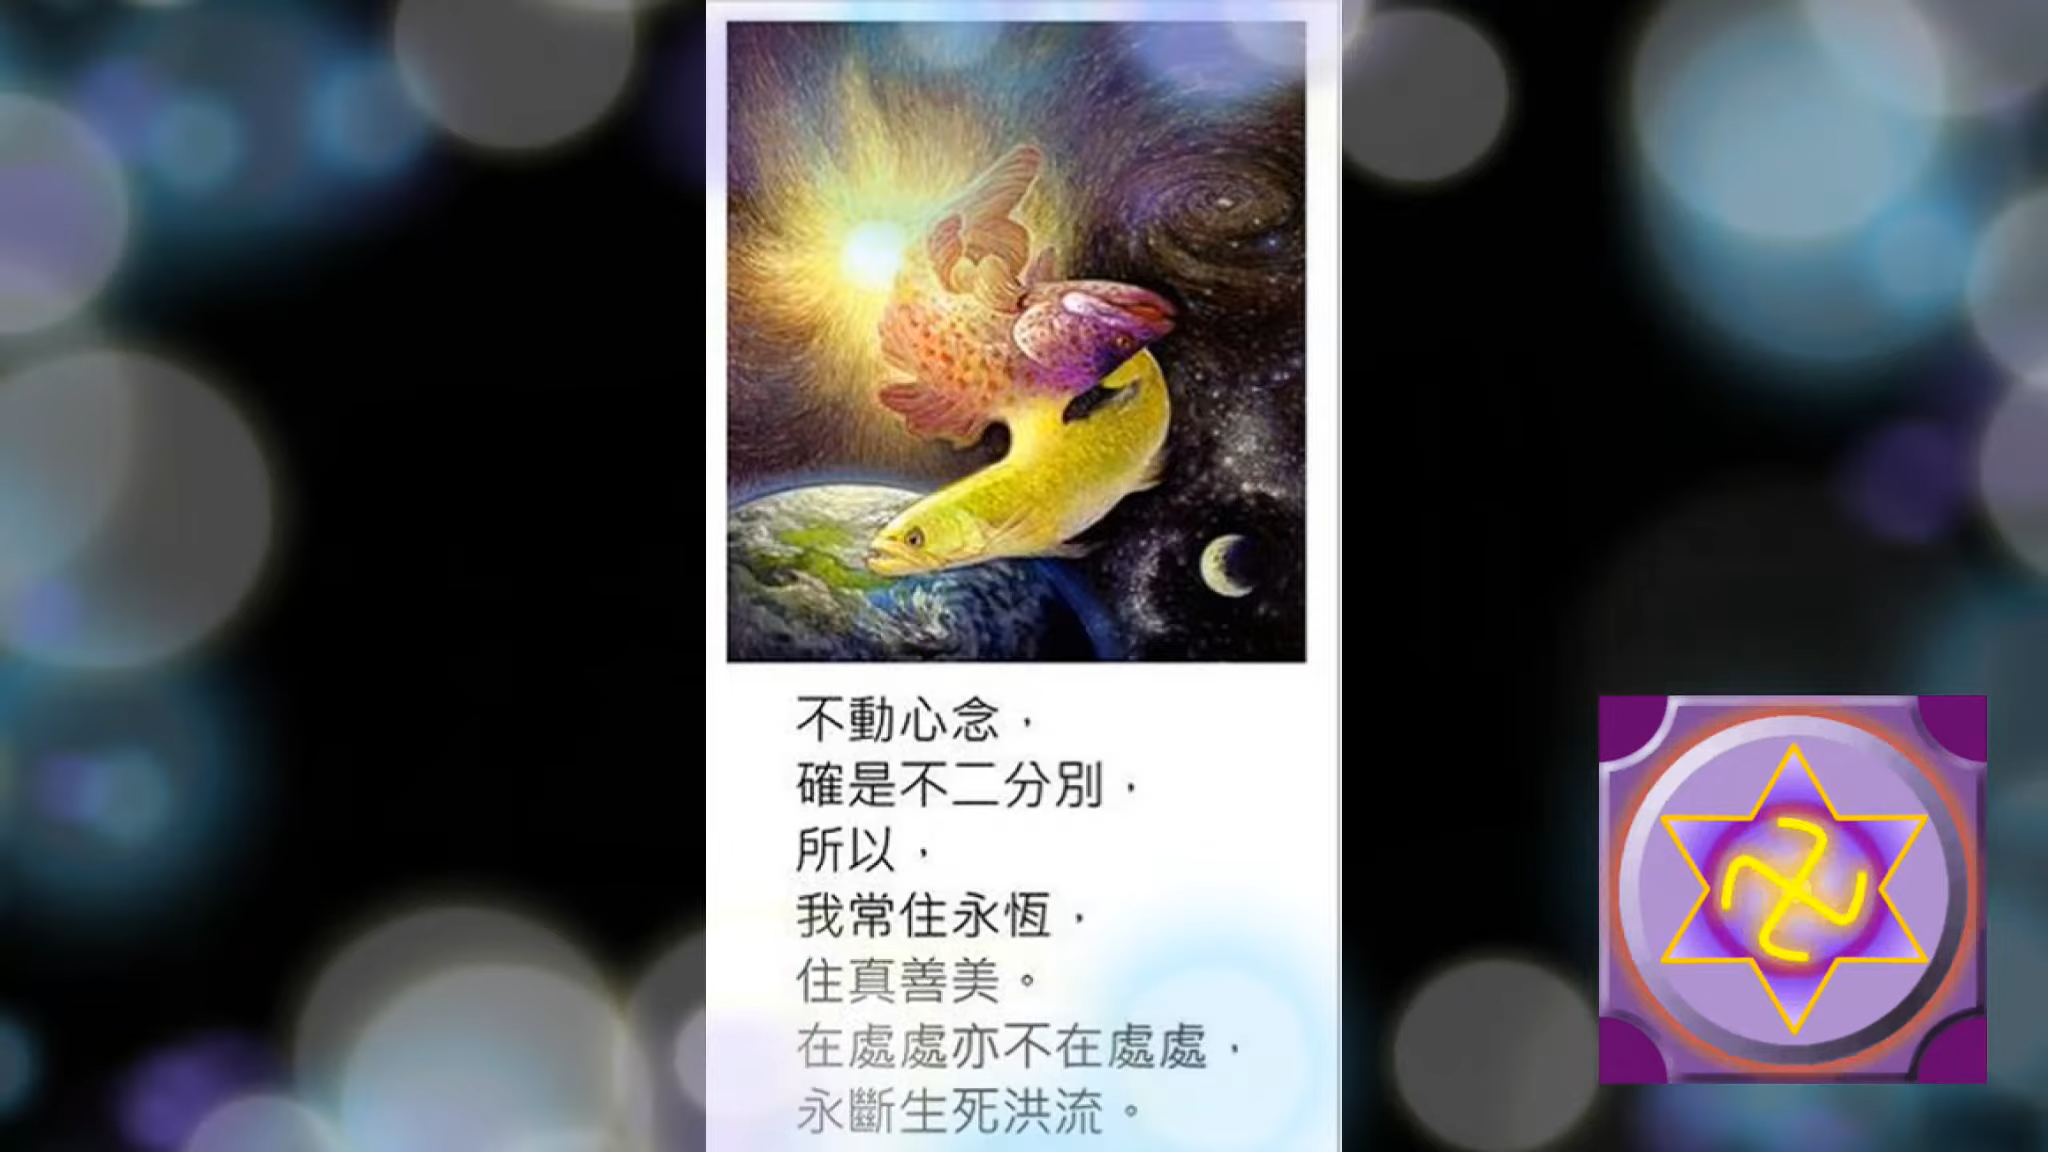 不動心念，
確是不二分別，
所以，
我常住永恆，
住真善美。
在處處亦不在處處，
永斷生死洪流。